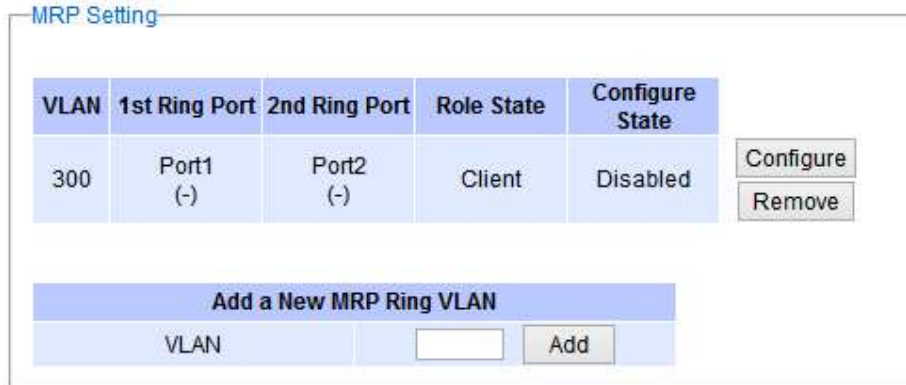 MRP Setting
VLAN 1st Ring Port 2nd Ring Port Role State Configure State
300 Port1 (-) Port2 (-) Client Disabled Configure
Remove
Add a New MRP Ring VLAN
VLAN Add